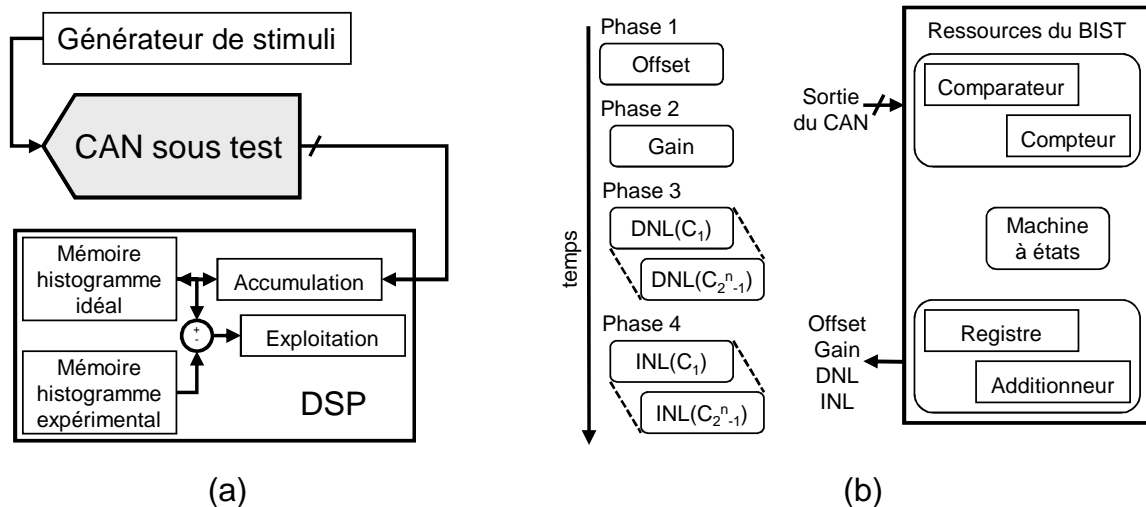 Générateur de stimuli
CAN sous test
Mémoire
histogramme
idéal
Accumulation
+
-
Exploitation
Mémoire
histogramme
expérimental
DSP
(a)
temps
Phase 1
Offset
Phase 2
Gain
Phase 3
DNL(C1)
DNL(C2n-1)
Phase 4
INL(C1)
INL(C2n-1)
Sortie
du CAN
Ressources du BIST
Comparateur
Compteur
Machine
à états
Registre
Additionneur
Offset
Gain
DNL
INL
(b)